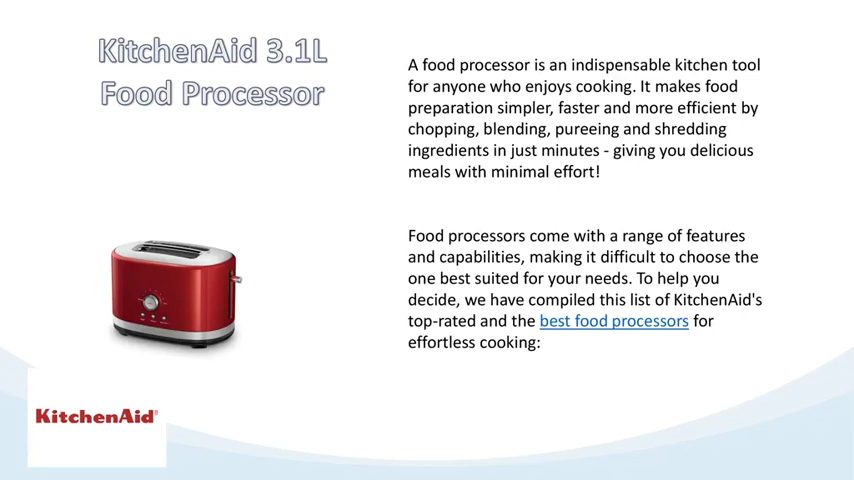 KitchenAid 3.1L
Food Processor
A food processor is an indispensable kitchen tool
for anyone who enjoys cooking. It makes food
preparation simpler, faster and more efficient by
chopping, blending, pureeing and shredding
ingredients in just minutes - giving you delicious
meals with minimal effort!
Food processors come with a range of features
and capabilities, making it difficult to choose the
one best suited for your needs. To help you
decide, we have compiled this list of KitchenAid's
top-rated and the best food processors for
effortless cooking:
KitchenAid®